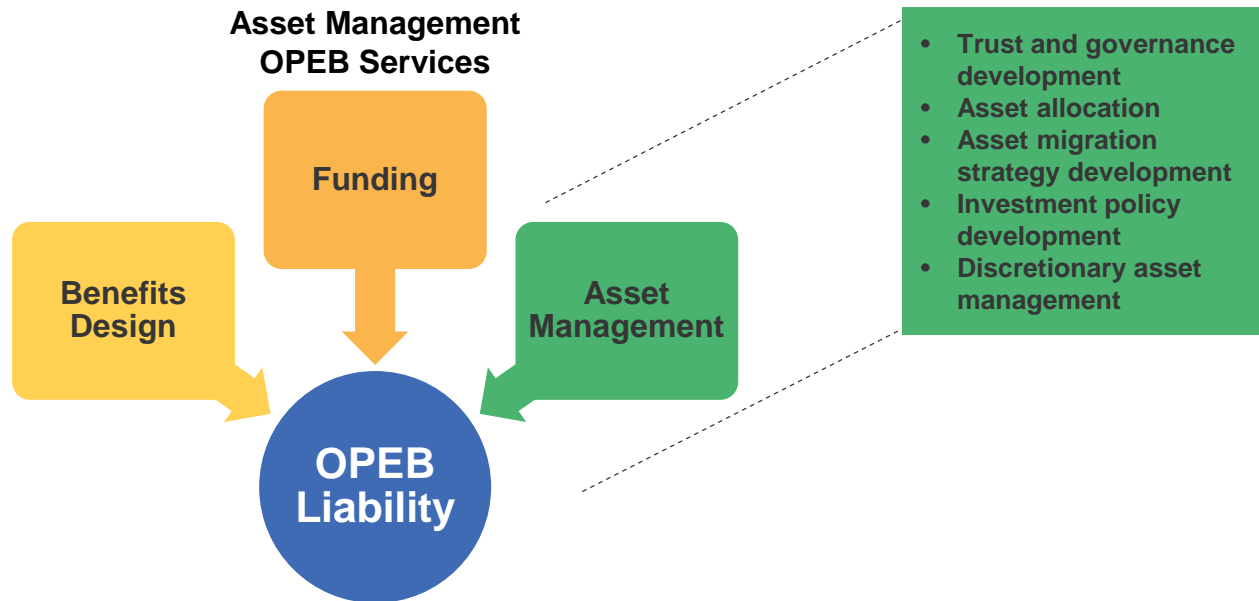 Asset Management
OPEB Services
Funding
Benefits
Design
Asset
Management
OPEB
Liability
• Trust and governance
development
• Asset allocation
• Asset migration
strategy development
• Investment policy
development
• Discretionary asset
management